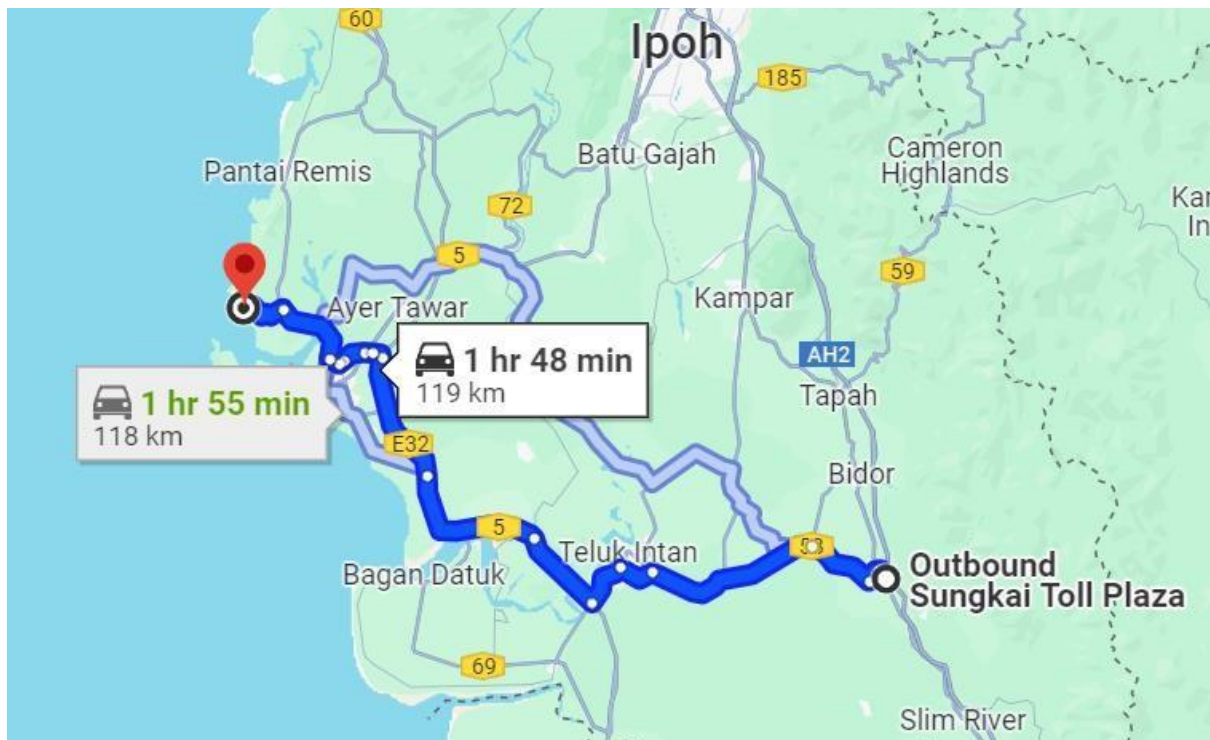 60
Ipoh
185
Cameron
Highlands
Batu Gajah
Pantai Remis
72
5
59
Ayer Tawar
Kampar
AH2
Tapah
1 hr 48 min
119 km
1 hr 55 min
118 km
E32
Bidor
5
Teluk Intan
Bagan Datuk
Outbound
Sungkai Toll Plaza
69
Slim River